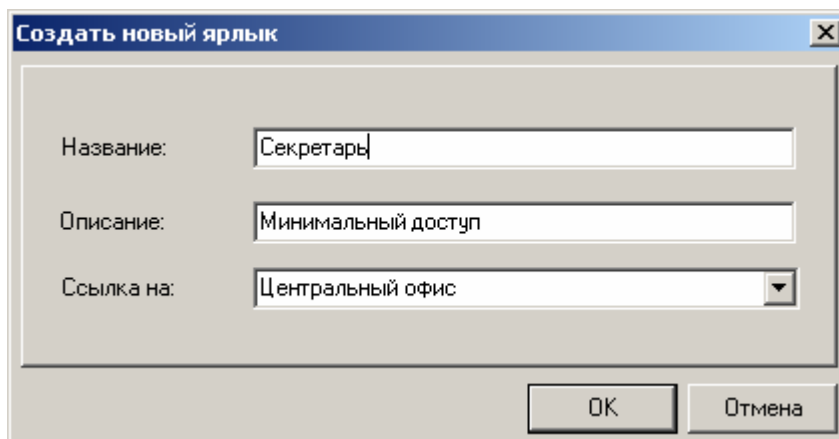 Создать новый ярлык
Название: Секретарь
Описание: Минимальный доступ
Ссылка на: Центральный офис
OK Отмена